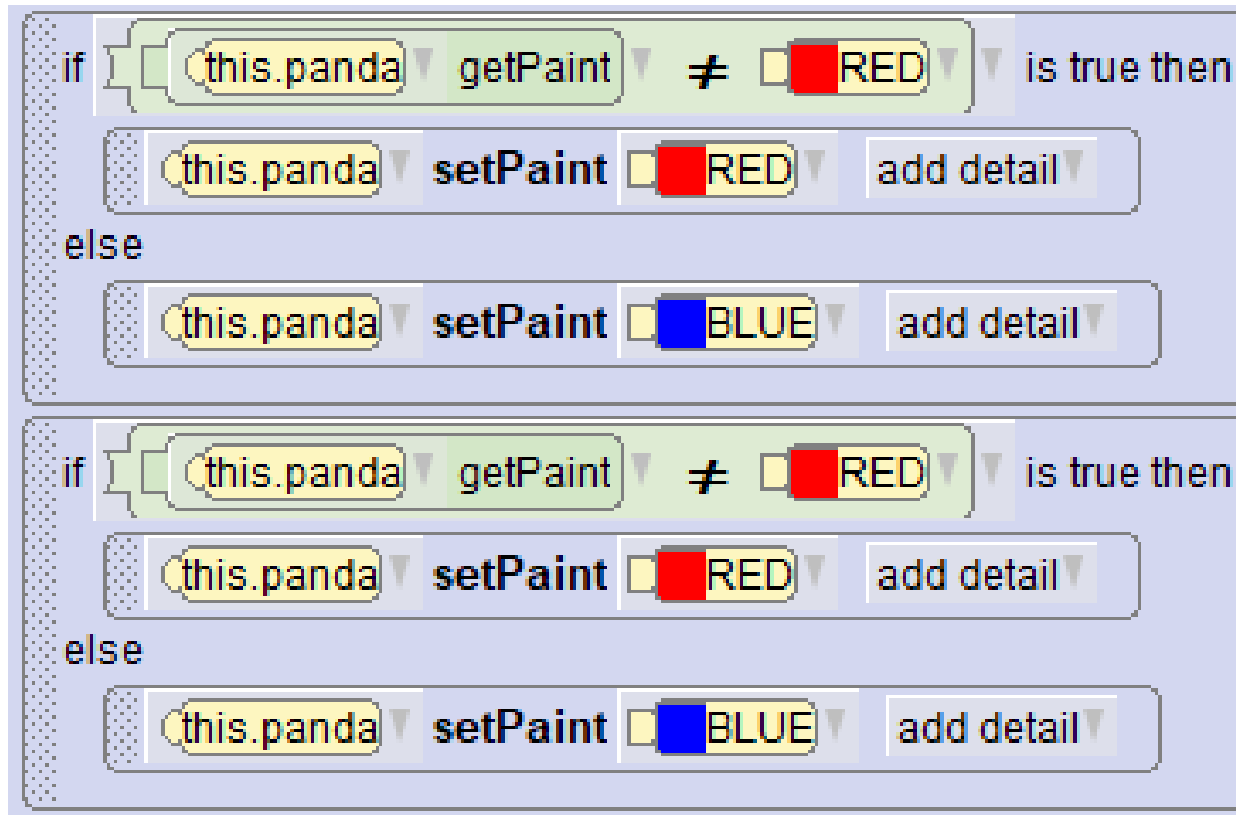 if this.panda getPaint ≠ RED is true then
this.panda setPaint RED add detail
else
this.panda setPaint BLUE add detail
if this.panda getPaint ≠ RED is true then
this.panda setPaint RED add detail
else
this.panda setPaint BLUE add detail